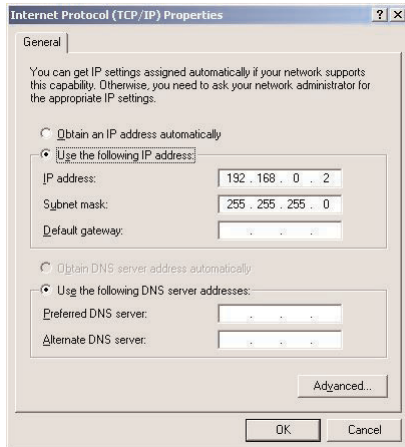 Internet Protocol (TCP/IP) Properties
General
You can get IP settings assigned automatically if your network supports
this capability. Otherwise, you need to ask your network administrator for
the appropriate IP settings.
Obtain an IP address automatically
Use the following IP address:
IP address: 192 . 168 . 0 . 2
Subnet mask: 255 . 255 . 255 . 0
Default gateway: . . .
Obtain DNS server address automatically
Use the following DNS server addresses:
Preferred DNS server: . . .
Alternate DNS server: . . .
Advanced...
OK Cancel